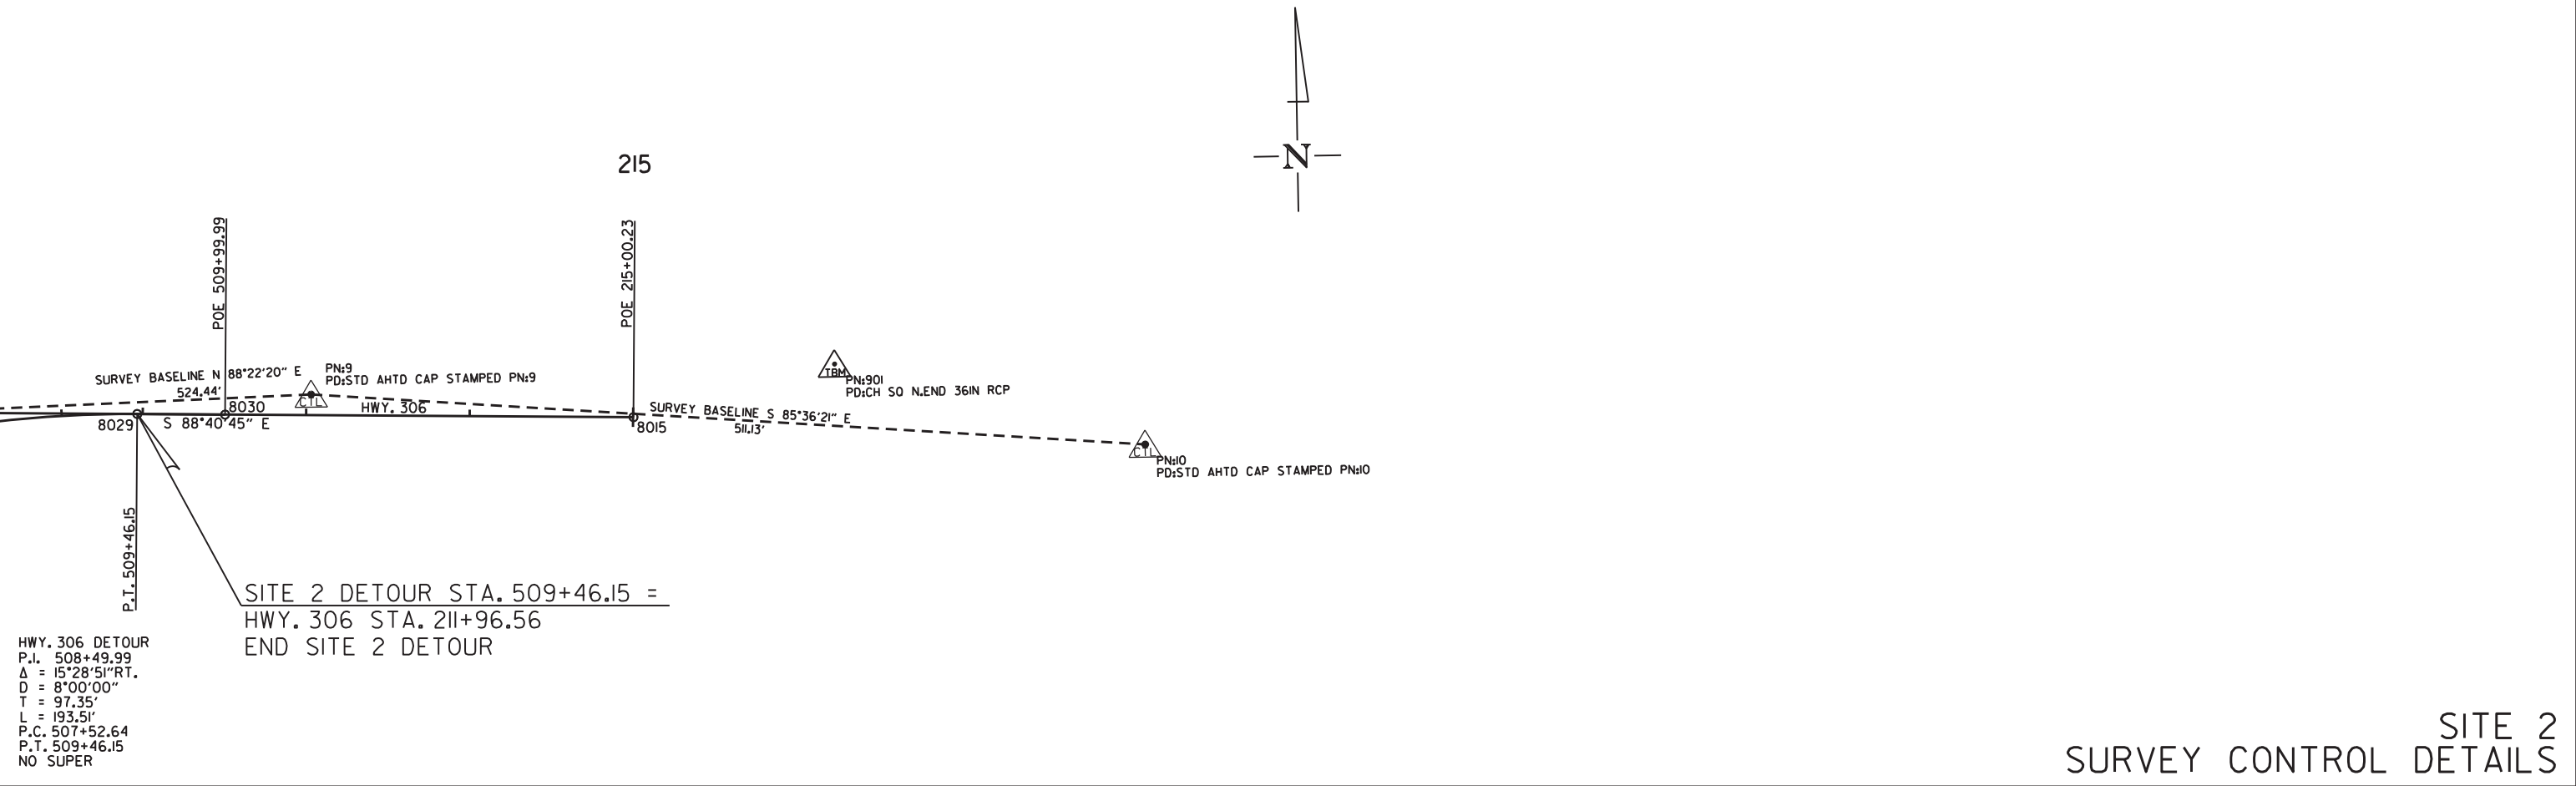 N
215
POE 509+99.99
POE 215+00.23
SURVEY BASELINE N 88°22'20" E
524.44'
PN:9
PD:STD AHTD CAP STAMPED PN:9
CTL
8030
HWY. 306
8029
S 88°40'45" E
8015
SURVEY BASELINE S 85°36'21" E
511.13'
TBM
PN:901
PD:CH SQ N.END 36IN RCP
CTL
PN:10
PD:STD AHTD CAP STAMPED PN:10
P.T. 509+46.15
SITE 2 DETOUR STA. 509+46.15 =
HWY. 306 STA. 211+96.56
END SITE 2 DETOUR
HWY. 306 DETOUR
P.I. 508+49.99
Δ = 15°28'51"RT.
D = 8°00'00"
T = 97.35'
L = 193.51'
P.C. 507+52.64
P.T. 509+46.15
NO SUPER
SITE 2
SURVEY CONTROL DETAILS